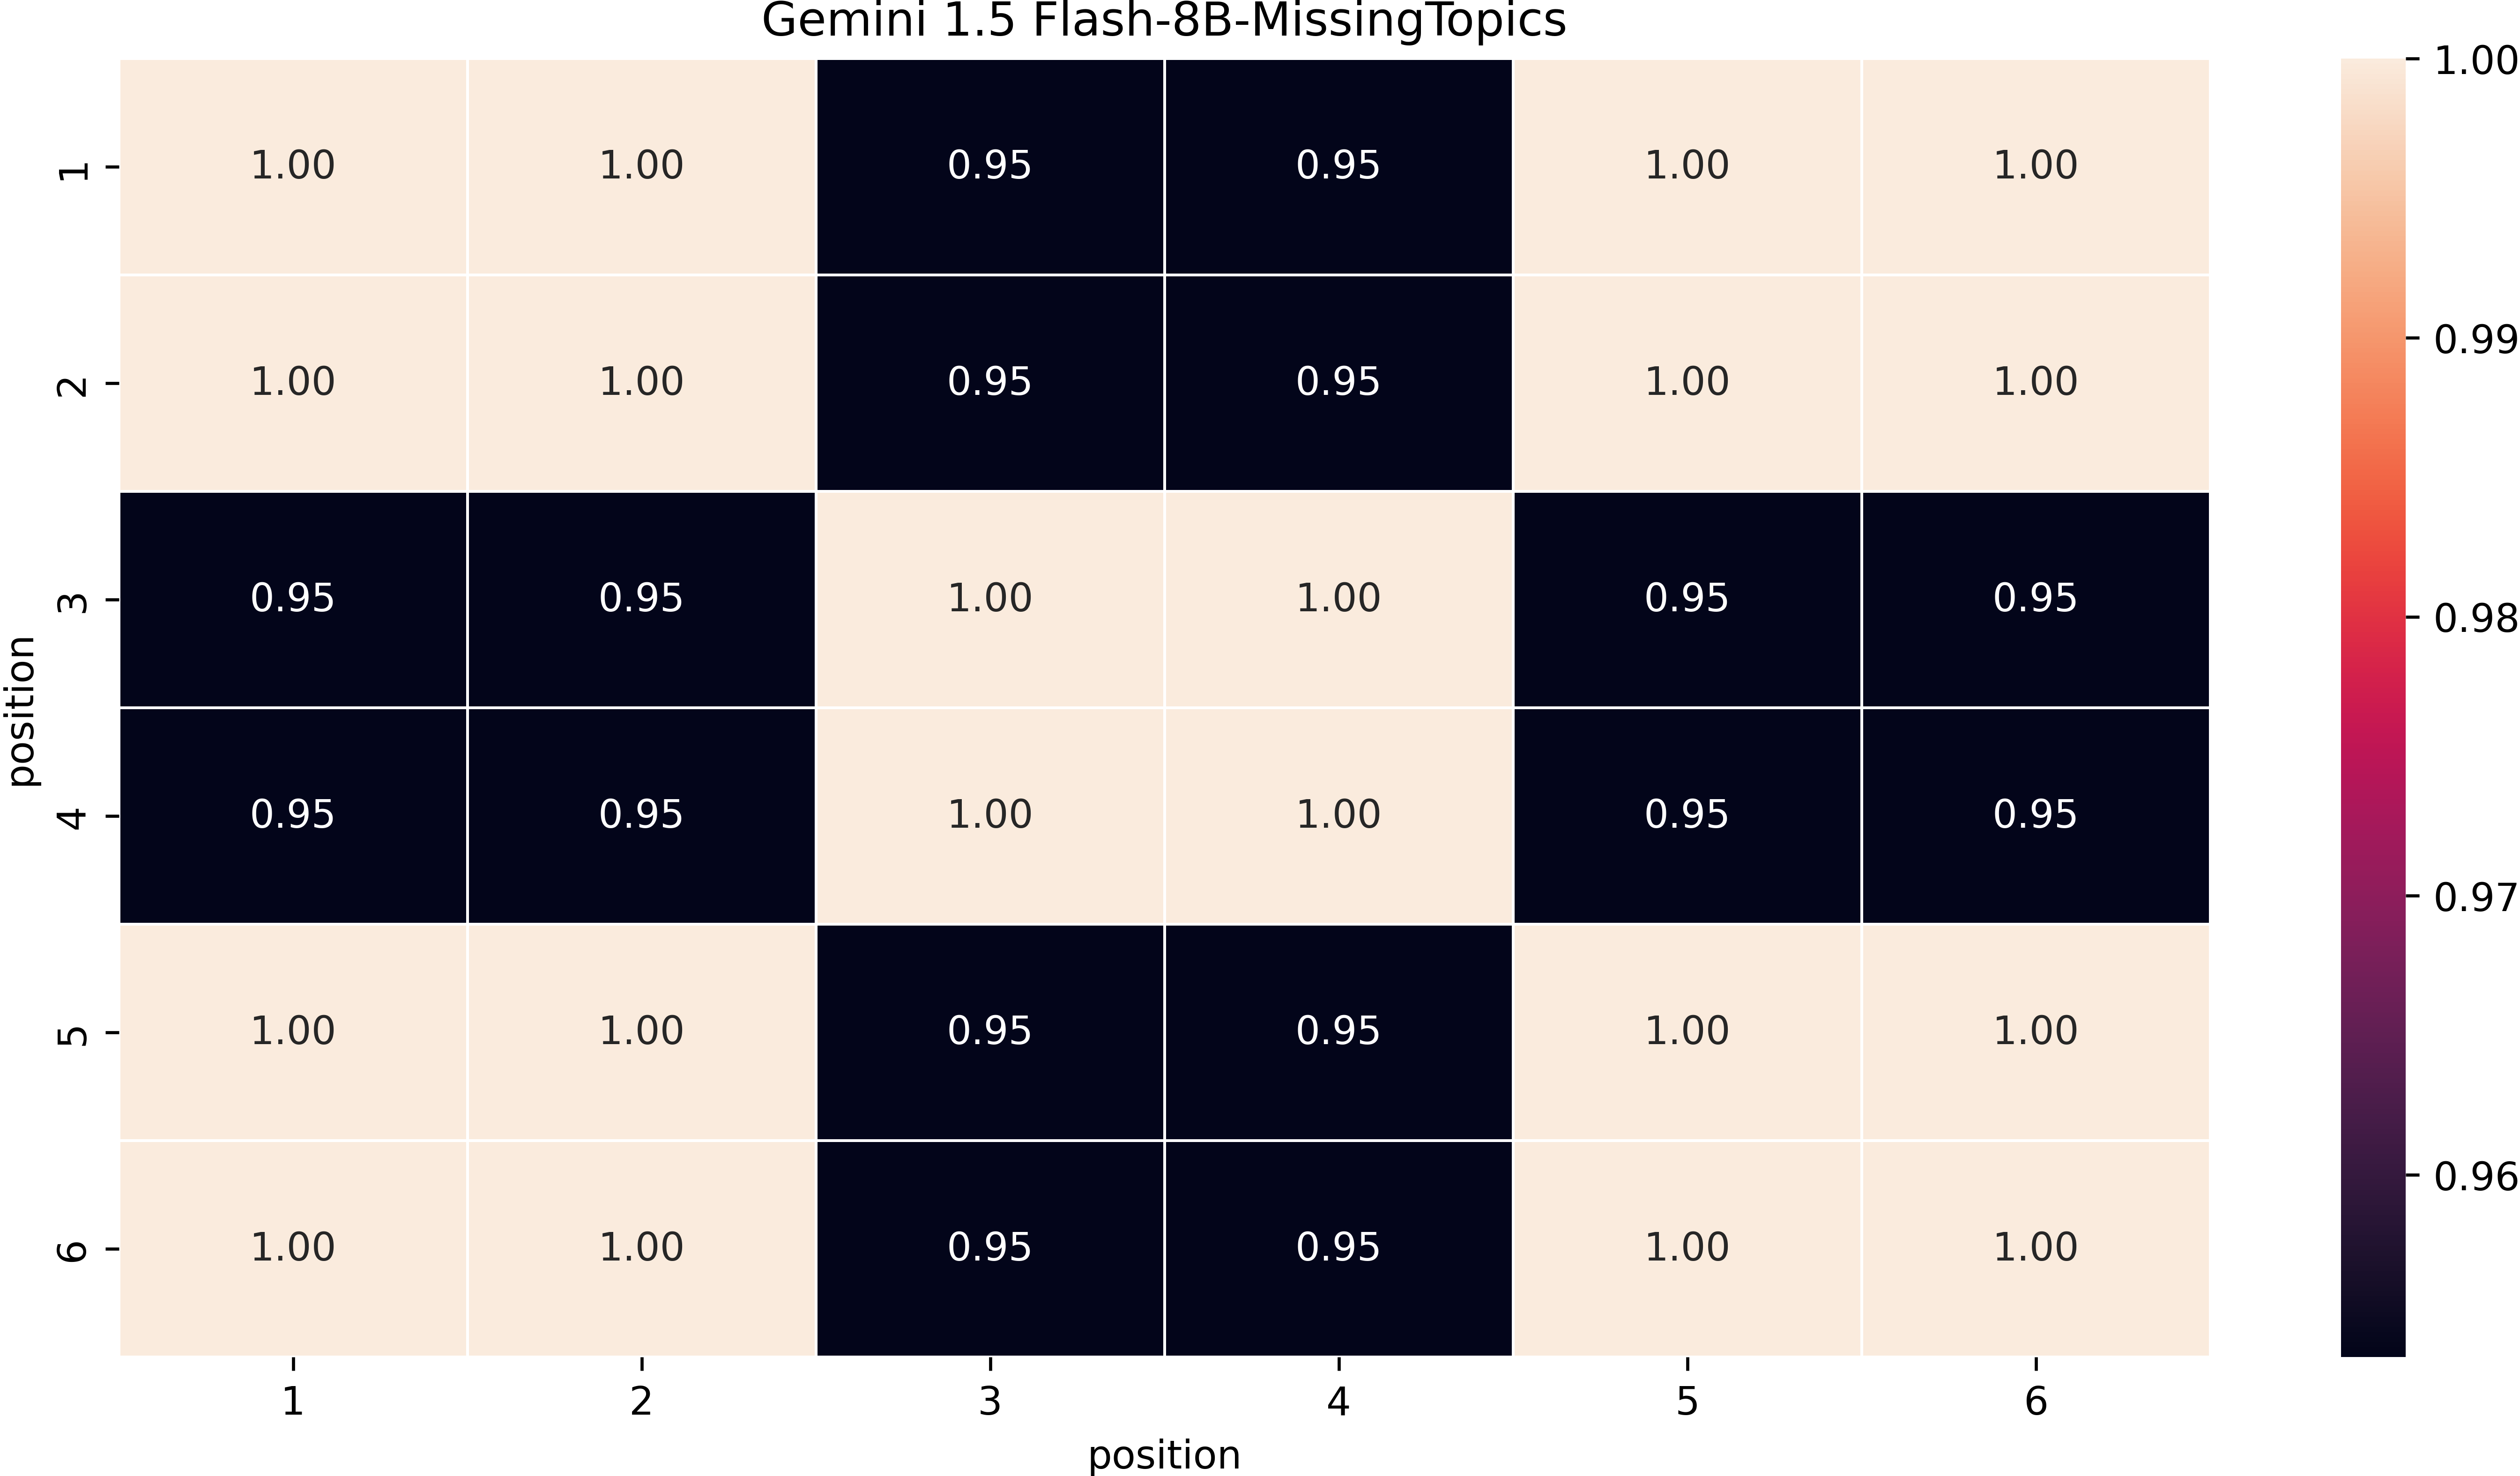 Gemini 1.5 Flash-8B-MissingTopics
1 1.00 1.00 0.95 0.95 1.00 1.00
2 1.00 1.00 0.95 0.95 1.00 1.00
3 0.95 0.95 1.00 1.00 0.95 0.95
4 0.95 0.95 1.00 1.00 0.95 0.95
5 1.00 1.00 0.95 0.95 1.00 1.00
6 1.00 1.00 0.95 0.95 1.00 1.00
position
1 2 3 4 5 6
position
1.00
0.99
0.98
0.97
0.96